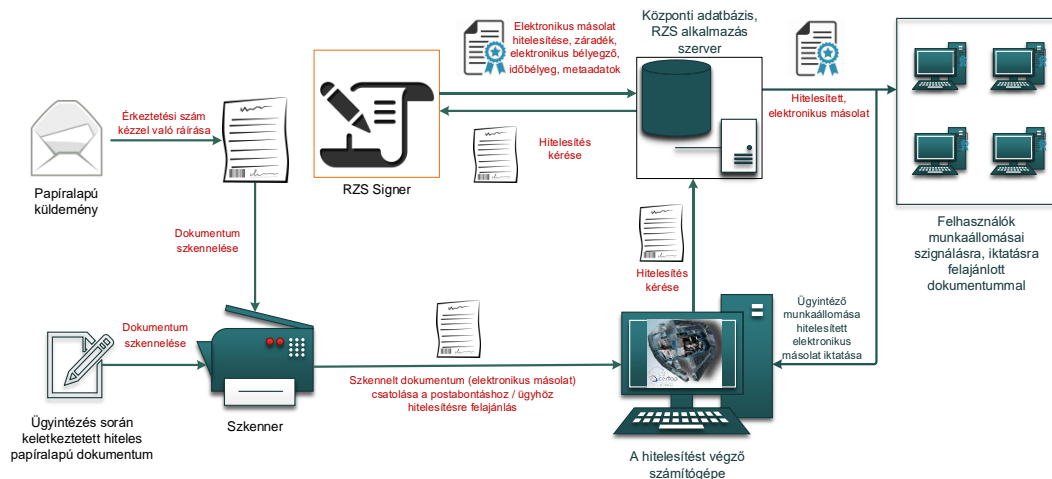 Elektronikus másolat
hitelesítése, záradék,
elektronikus bélyegző,
időbélyeg, metaadatok
Központi adatbázis,
RZS alkalmazás
szerver
Érkeztetési szám
kézzel való ráírása
Hitelesített,
elektronikus másolat
Hitelesítés
kérése
Papíralapú
küldemény
RZS Signer
Felhasználók
munkaállomásai
szignálásra, iktatásra
felajánlott
dokumentummal
Dokumentum
szkennelése
Hitelesítés
kérése
Ügyintéző
munkaállomása
hitelesített
elektronikus
másolat iktatása
Dokumentum
szkennelése
Szkennelt dokumentum (elektronikus másolat)
csatolása a postabontáshoz / ügyhöz
hitelesítésre felajánlás
Szkenner
Ügyintézés során
keletkeztetett hiteles
papíralapú dokumentum
A hitelesítést végző
számítógépe